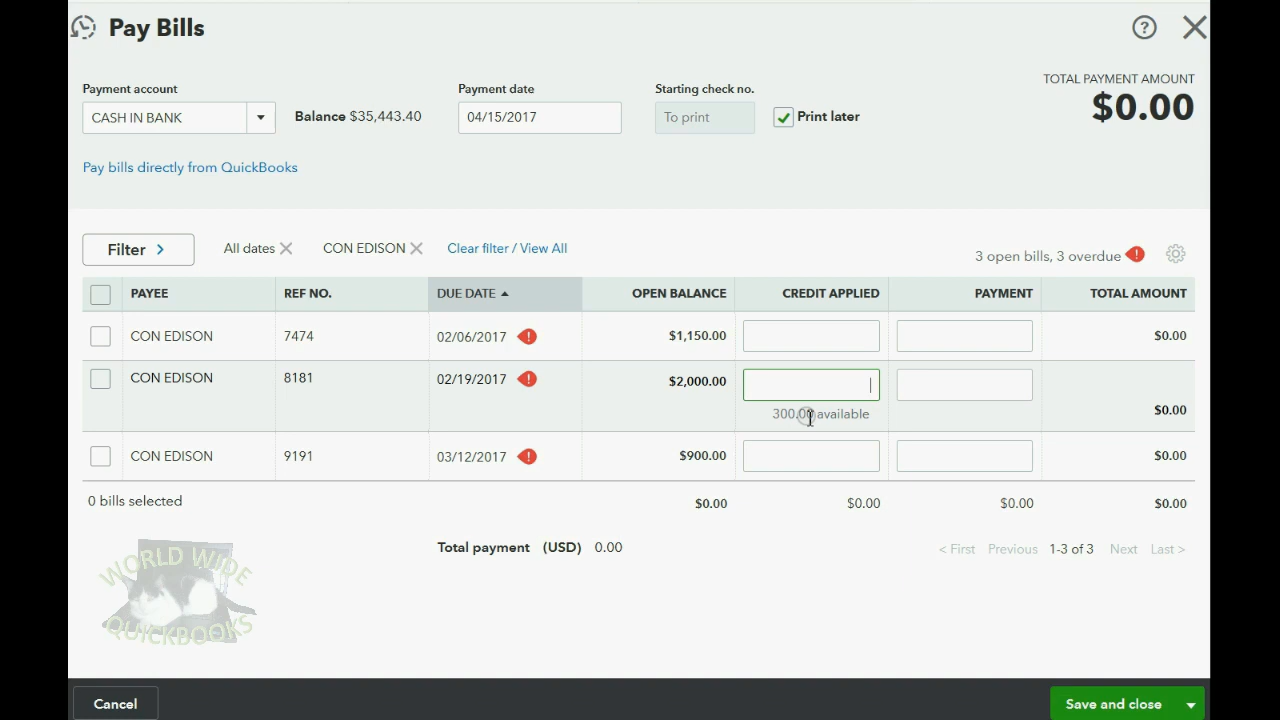 Pay Bills
TOTAL PAYMENT AMOUNT
$0.00
Payment account
Payment date
Starting check no.
CASH IN BANK
Balance $35,443.40
04/15/2017
To print
Print later
Pay bills directly from QuickBooks
Filter >
All dates
CON EDISON
Clear filter / View All
3 open bills, 3 overdue
PAYEE REF NO. DUE DATE OPEN BALANCE CREDIT APPLIED PAYMENT TOTAL AMOUNT
CON EDISON 7474 02/06/2017 $1,150.00 $0.00
CON EDISON 8181 02/19/2017 $2,000.00
300.00 available $0.00
CON EDISON 9191 03/12/2017 $900.00 $0.00
0 bills selected $0.00 $0.00 $0.00 $0.00
Total payment (USD) 0.00
< First Previous 1-3 of 3 Next Last >
WORLD WIDE
QUICKBOOKS
Cancel
Save and close